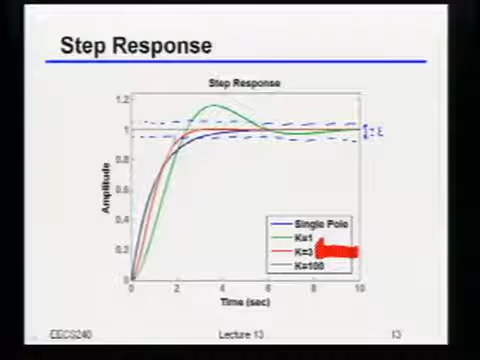 Step Response
Step Response
1.2
1
0.8
0.6
0.4
0.2
0
0
2
4
6
8
10
Amplitude
Time (sec)
Single Pole
K=1
K=3
K=100
EECS240
Lecture 13
13